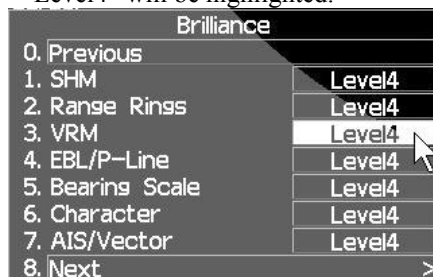 Level4" will be highlighted.
Brilliance
0. Previous
1. SHM Level4
2. Range Rings Level4
3. VRM Level4
4. EBL/P-Line Level4
5. Bearing Scale Level4
6. Character Level4
7. AIS/Vector Level4
8. Next >